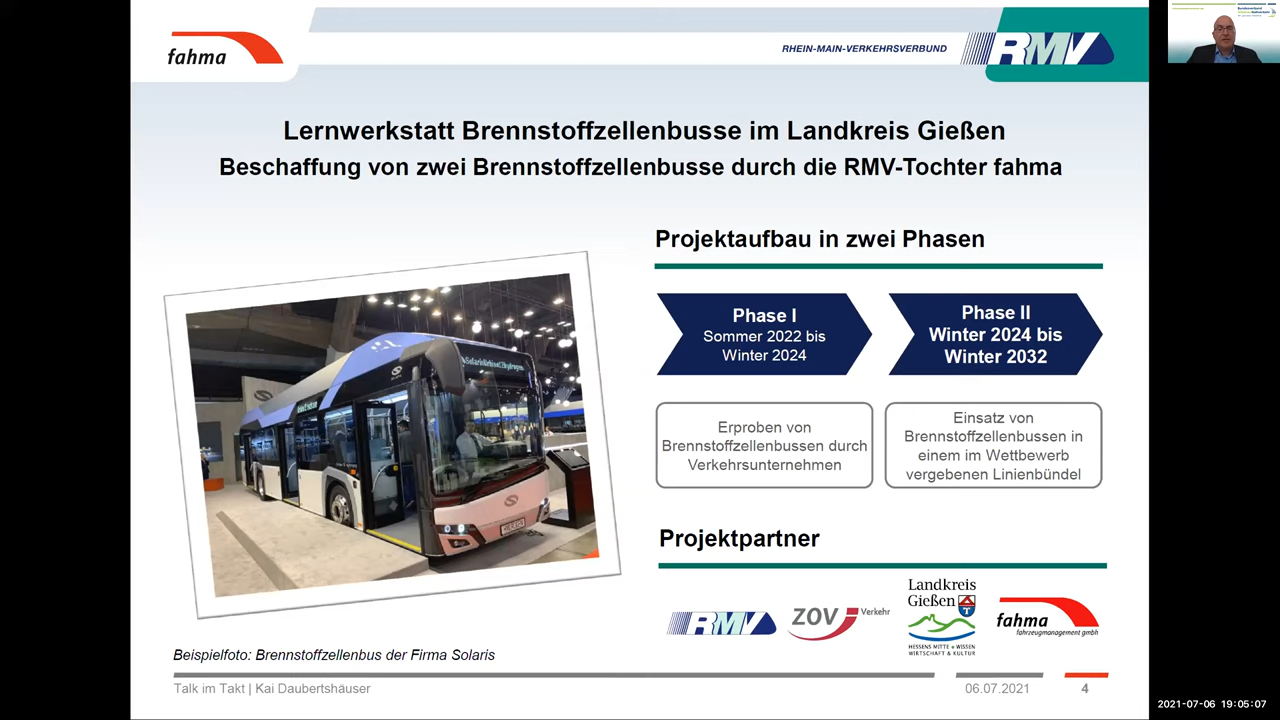 fahma
RHEIN-MAIN-VERKEHRSVERBUND
RMV
Lernwerkstatt Brennstoffzellenbusse im Landkreis Gießen
Beschaffung von zwei Brennstoffzellenbusse durch die RMV-Tochter fahma
Projektaufbau in zwei Phasen
Phase I
Sommer 2022 bis
Winter 2024
Phase II
Winter 2024 bis
Winter 2032
Erproben von
Brennstoffzellenbussen durch
Verkehrsunternehmen
Einsatz von
Brennstoffzellenbussen in
einem im Wettbewerb
vergebenen Linienbündel
Projektpartner
RMV
ZOV Verkehr
Landkreis
Gießen
HESSENS MITTE • WISSEN
WIRTSCHAFT & KULTUR
fahma
fahrzeugmanagement gmbh
Beispielfoto: Brennstoffzellenbus der Firma Solaris
Talk im Takt | Kai Daubertshäuser
06.07.2021
4
2021-07-06 19:05:07